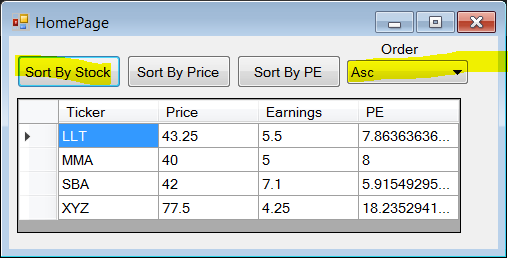 HomePage
Order
Sort By Stock Sort By Price Sort By PE Asc
Ticker Price Earnings PE
LLT 43.25 5.5 7.86363636...
MMA 40 5 8
SBA 42 7.1 5.91549295...
XYZ 77.5 4.25 18.2352941...